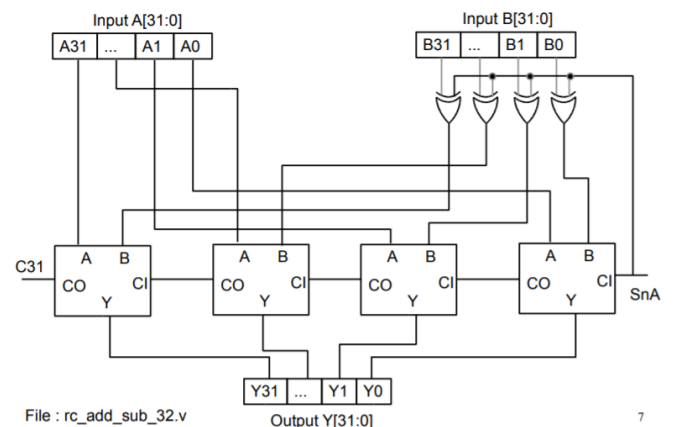 Input A[31:0] Input B[31:0]
A31 ... A1 A0 B31 ... B1 B0
A B A B A B A B
C31 CO CI CO CI CO CI CO CI SnA
Y Y Y Y
Y31 ... Y1 Y0
File : rc_add_sub_32.v Output Y[31:0] 7